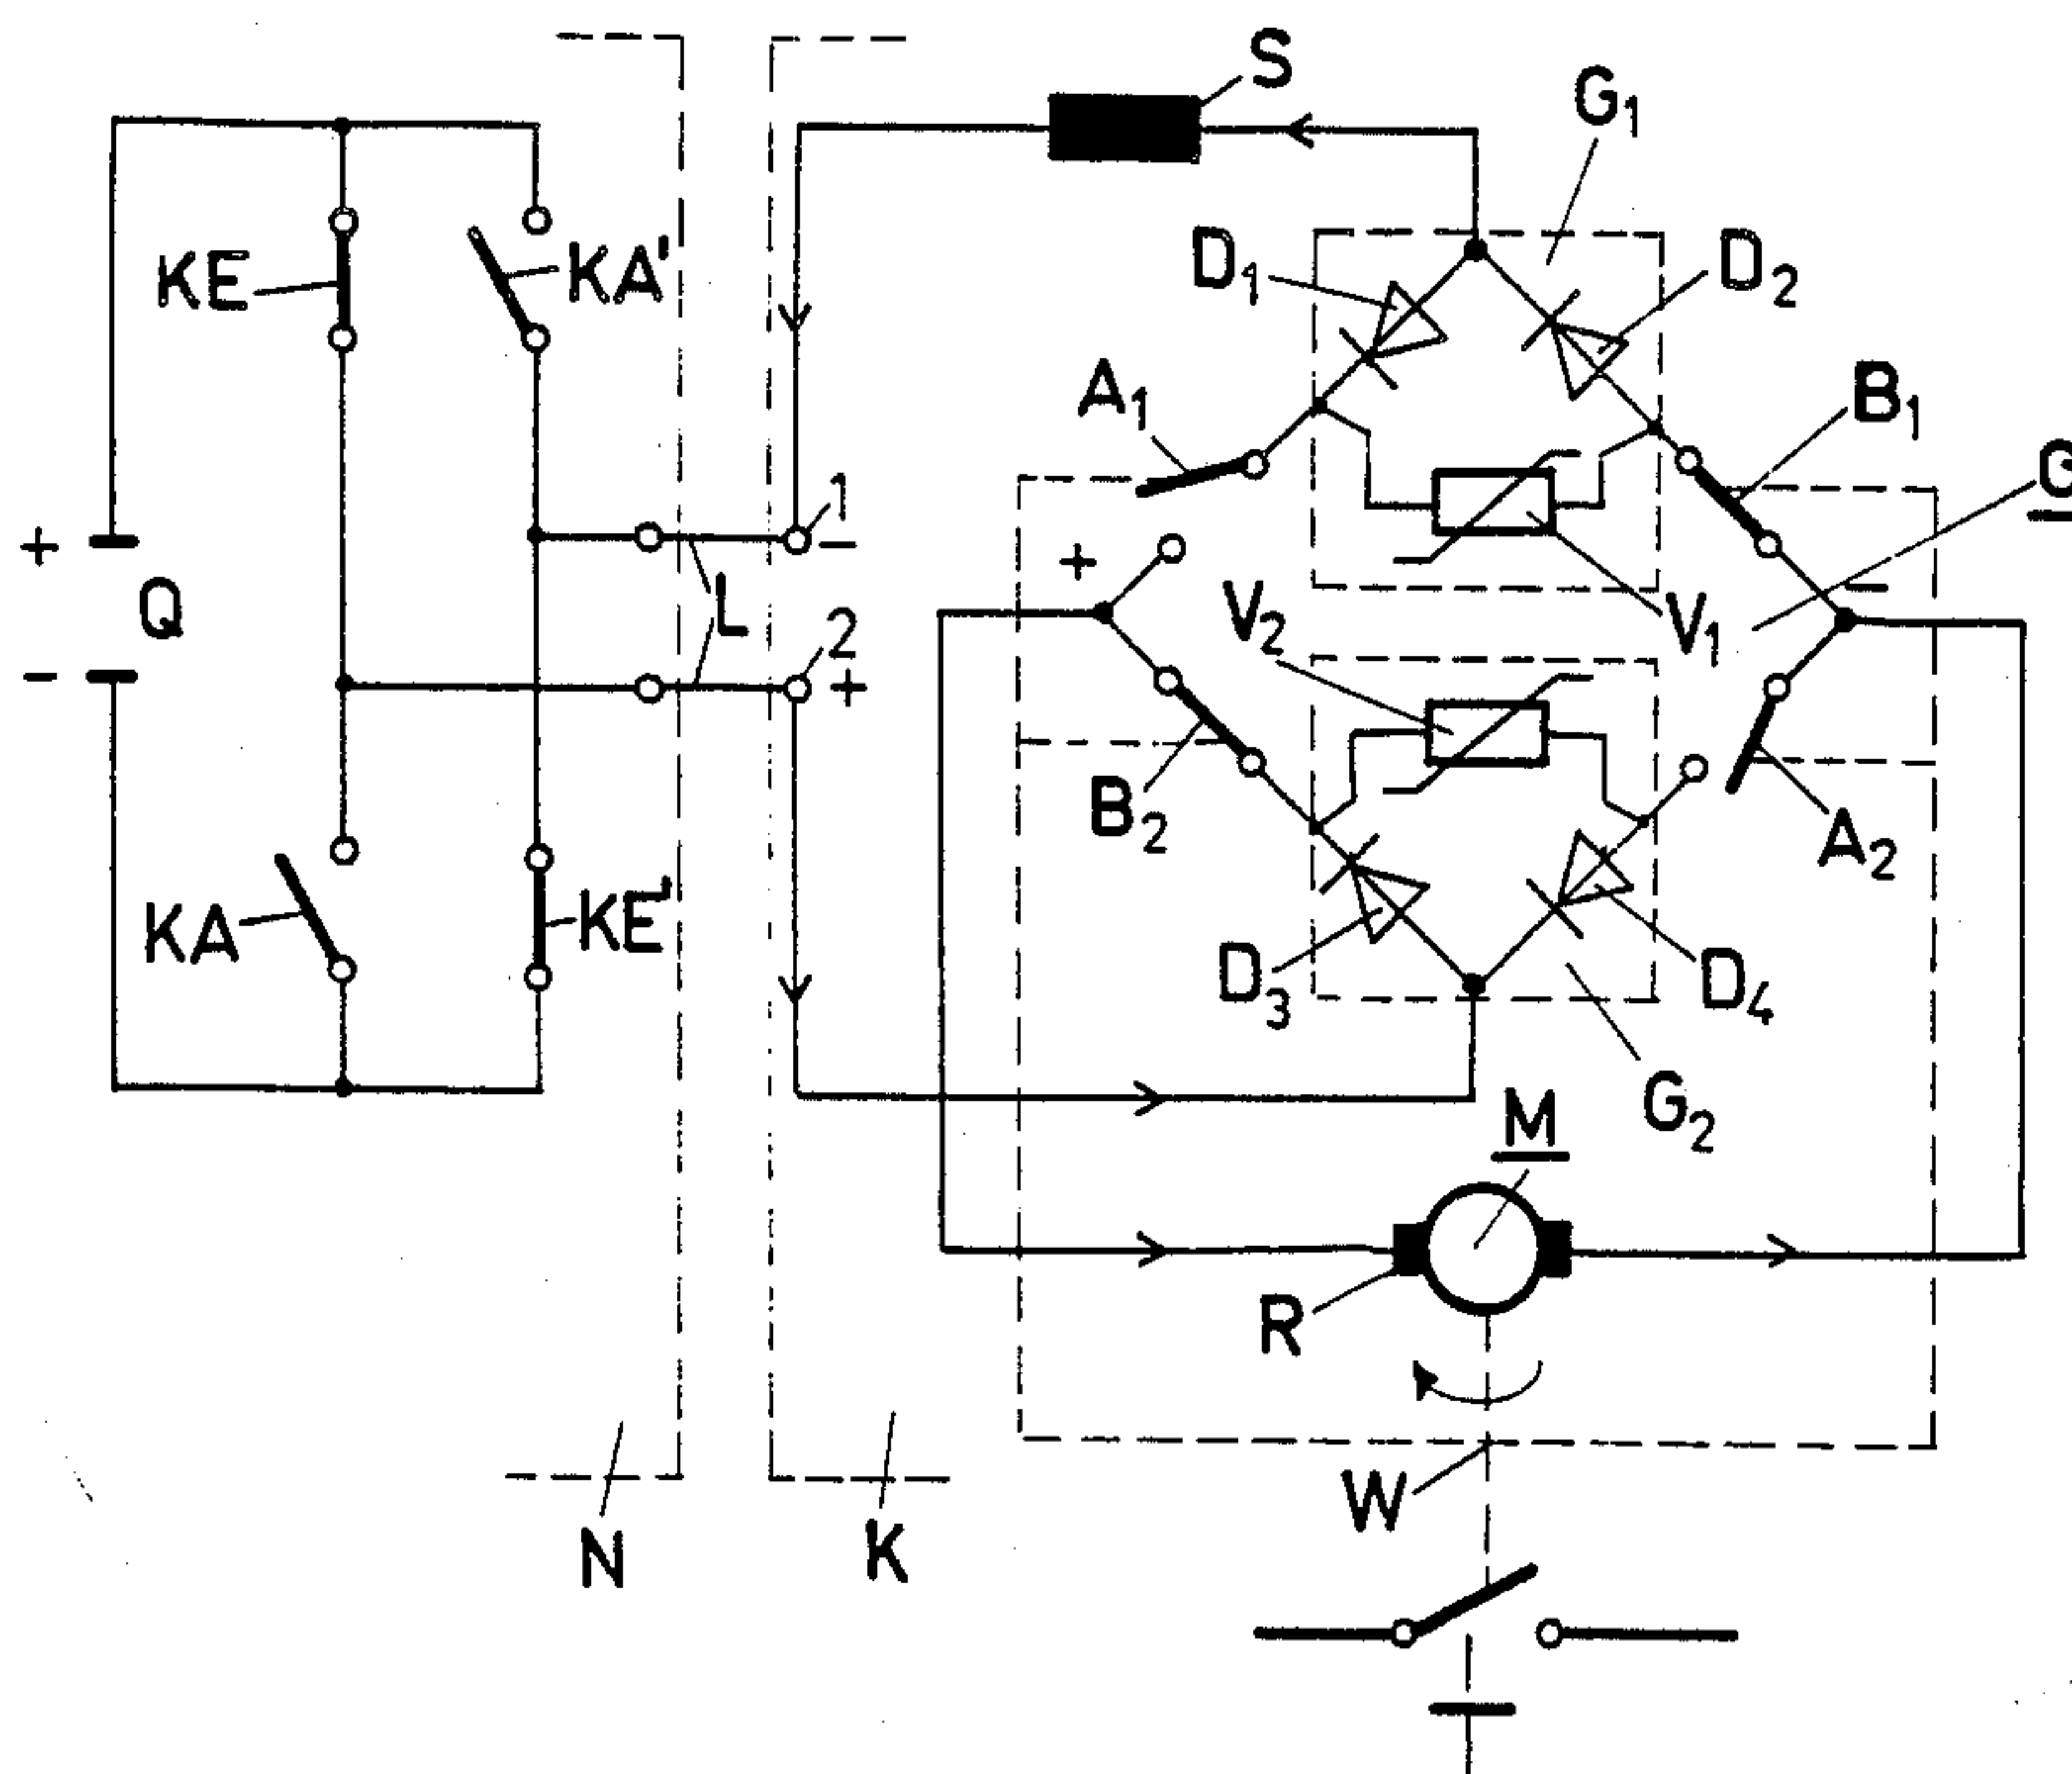 S
G₁
D₁
D₂
KE
KA'
A₁
B₁
1
+
-
+
-
Q
L
V₂
V₁
2
-
+
B₂
A₂
KA
KE'
D₃
D₄
G₂
M
R
W
N
K